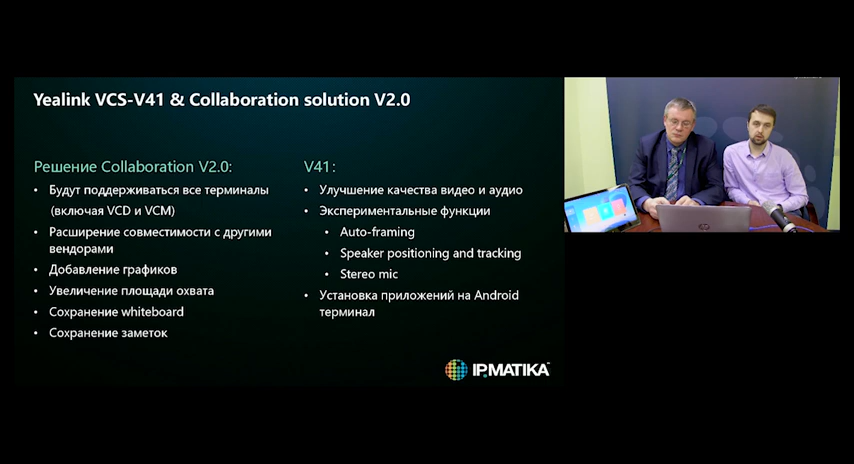 Yealink VCS-V41 & Collaboration solution V2.0
Решение Collaboration V2.0:
• Будут поддерживаться все терминалы
(включая VCD и VCM)
• Расширение совместимости с другими
вендорами
• Добавление графиков
• Увеличение площади охвата
• Сохранение whiteboard
• Сохранение заметок
V41:
• Улучшение качества видео и аудио
• Экспериментальные функции
• Auto-framing
• Speaker positioning and tracking
• Stereo mic
• Установка приложений на Android
терминал
IPMATIKA
hp